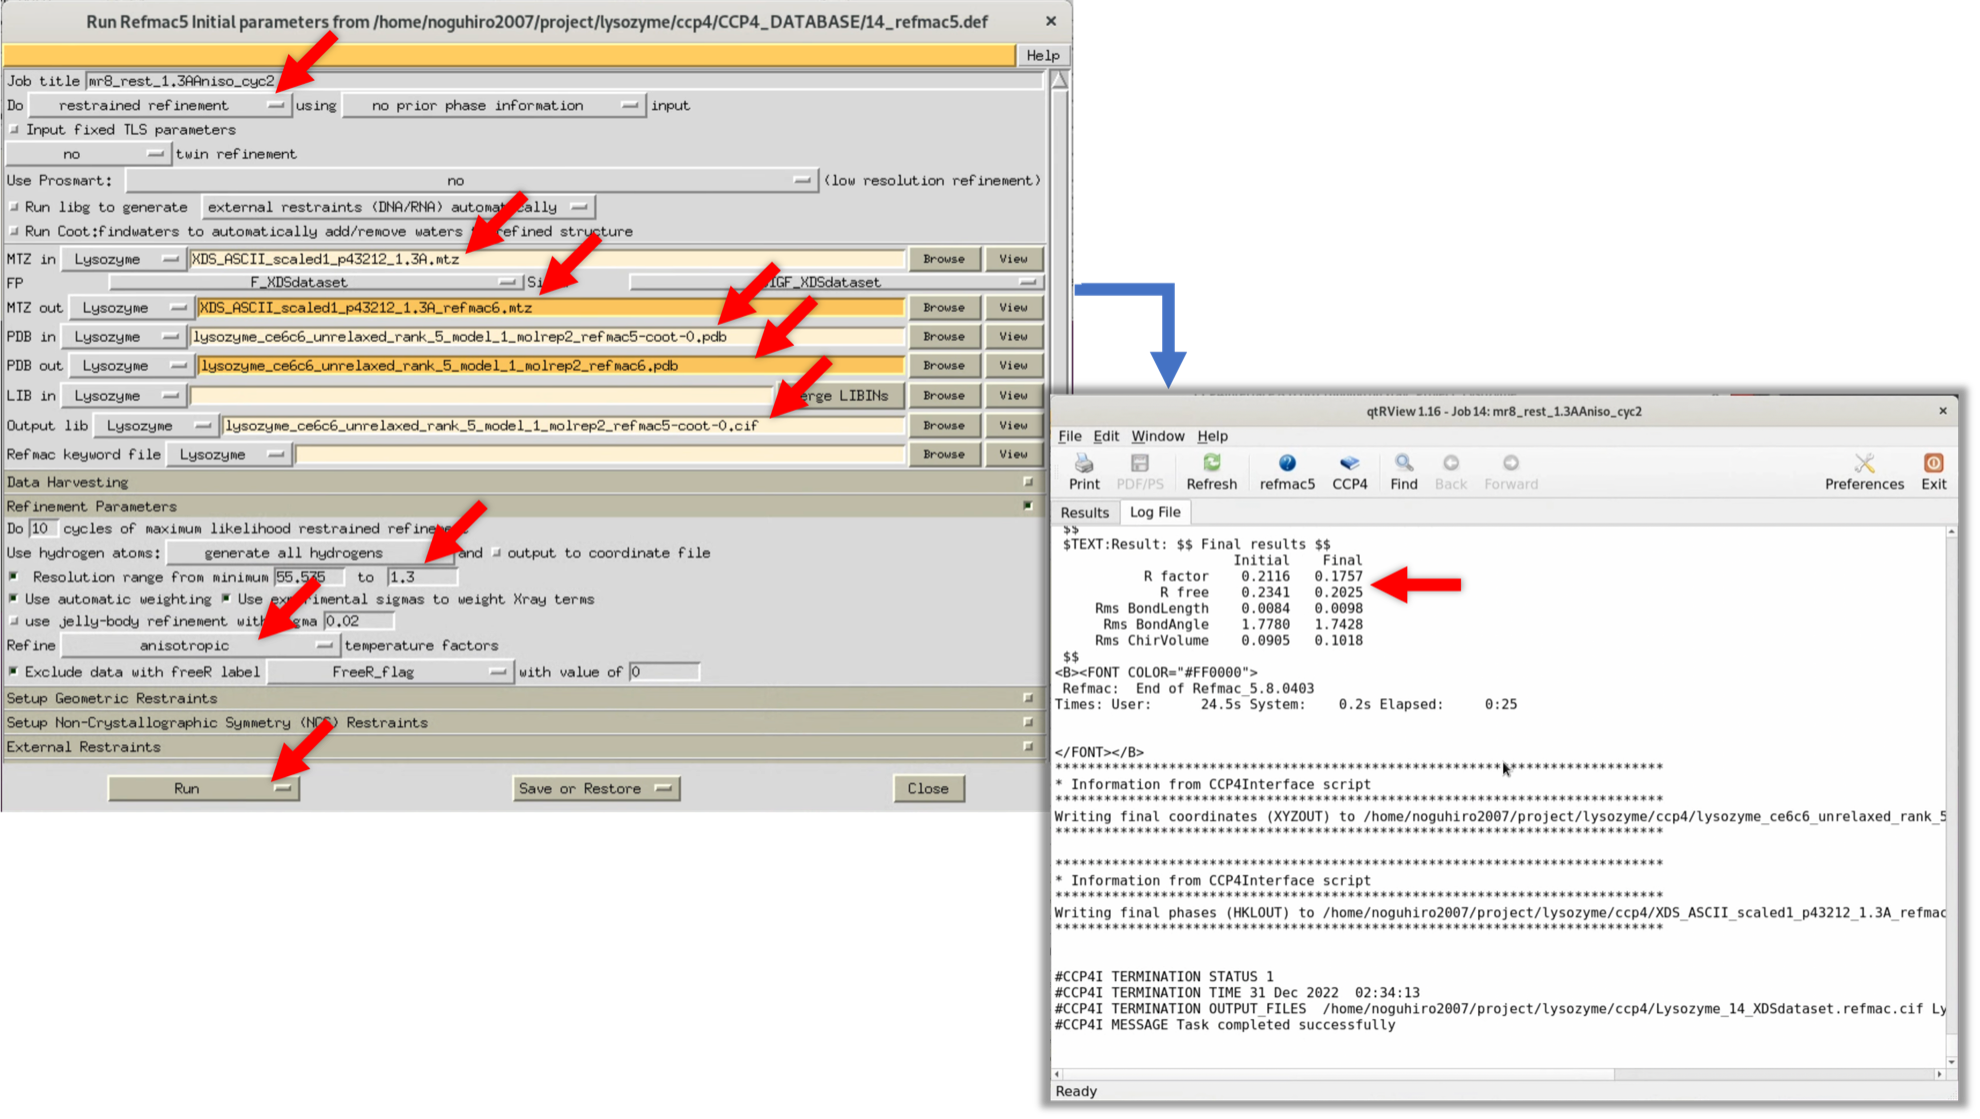 Run Refmac5 Initial parameters from /home/noguhiro2007/project/lysozyme/ccp4/CCP4_DATABASE/14_refmac5.def
Help
Job title mr8_rest_1.3AAniso_cyc2
Do restrained refinement using no prior phase information input
Input fixed TLS parameters
no twin refinement
Use Prosmart: no (low resolution refinement)
Run libg to generate external restraints (DNA/RNA) automatically
Run Coot:findwaters to automatically add/remove waters refined structure
MTZ in Lysozyme XDS_ASCII_scaled1_p43212_1.3A.mtz Browse View
FP F_XDSdataset IGF_XDSdataset
MTZ out Lysozyme XDS_ASCII_scaled1_p43212_1.3A_refmac6.mtz Browse View
PDB in Lysozyme lysozyme_ce6c6_unrelaxed_rank_5_model_1_molrep2_refmac5-coot-0.pdb Browse View
PDB out Lysozyme lysozyme_ce6c6_unrelaxed_rank_5_model_1_molrep2_refmac6.pdb Browse View
LIB in Lysozyme erge LIBINs Browse View
Output lib Lysozyme lysozyme_ce6c6_unrelaxed_rank_5_model_1_molrep2_refmac5-coot-0.cif Browse View
Refmac keyword file Lysozyme Browse View
Data Harvesting
Refinement Parameters
Do 10 cycles of maximum likelihood restrained refinem
Use hydrogen atoms: generate all hydrogens and output to coordinate file
Resolution range from minimum 55.575 to 1.3
Use automatic weighting Use experimental sigmas to weight Xray terms
use jelly-body refinement with gma 0.02
Refine anisotropic temperature factors
Exclude data with freeR label FreeR_flag with value of 0
Setup Geometric Restraints
Setup Non-Crystallographic Symmetry (NCS) Restraints
External Restraints
Run Save or Restore Close
qtRView 1.16 - Job 14: mr8_rest_1.3AAniso_cyc2
File Edit Window Help
Print PDF/PS Refresh refmac5 CCP4 Find Back Forward Preferences Exit
Results Log File
$$
$TEXT:Result: $$ Final results $$
Initial Final
R factor 0.2116 0.1757
R free 0.2341 0.2025
Rms BondLength 0.0084 0.0098
Rms BondAngle 1.7780 1.7428
Rms ChirVolume 0.0905 0.1018
$$
<B><FONT COLOR="#FF0000">
Refmac: End of Refmac_5.8.0403
Times: User: 24.5s System: 0.2s Elapsed: 0:25
</FONT></B>
***************************************************************************
* Information from CCP4Interface script
***************************************************************************
Writing final coordinates (XYZOUT) to /home/noguhiro2007/project/lysozyme/ccp4/lysozyme_ce6c6_unrelaxed_rank_5
***************************************************************************
***************************************************************************
* Information from CCP4Interface script
***************************************************************************
Writing final phases (HKLOUT) to /home/noguhiro2007/project/lysozyme/ccp4/XDS_ASCII_scaled1_p43212_1.3A_refmac
***************************************************************************
#CCP4I TERMINATION STATUS 1
#CCP4I TERMINATION TIME 31 Dec 2022 02:34:13
#CCP4I TERMINATION OUTPUT_FILES /home/noguhiro2007/project/lysozyme/ccp4/Lysozyme_14_XDSdataset.refmac.cif Ly
#CCP4I MESSAGE Task completed successfully
Ready